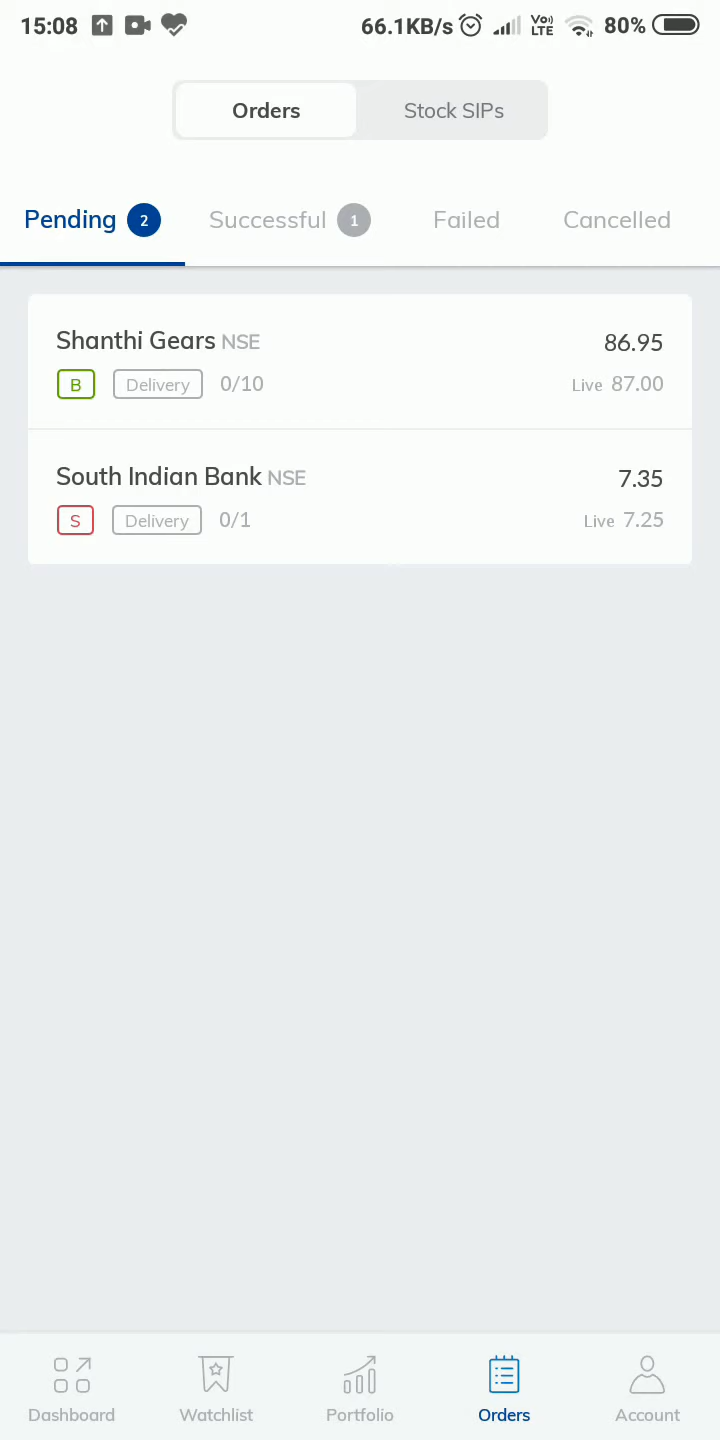 15:08 66.1KB/s Vo) LTE 80%
Orders Stock SIPs
Pending 2 Successful 1 Failed Cancelled
Shanthi Gears NSE 86.95
B Delivery 0/10 Live 87.00
South Indian Bank NSE 7.35
S Delivery 0/1 Live 7.25
Dashboard Watchlist Portfolio Orders Account